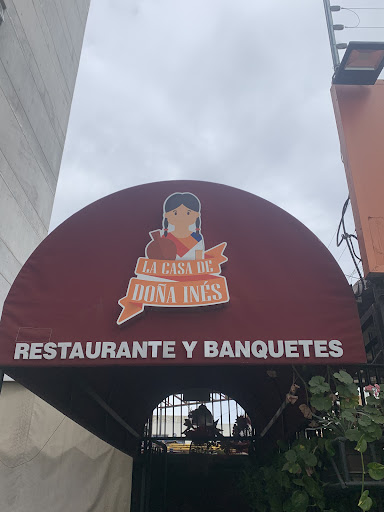 LA CASA DE
DOÑA INÉS
RESTAURANTE Y BANQUETES